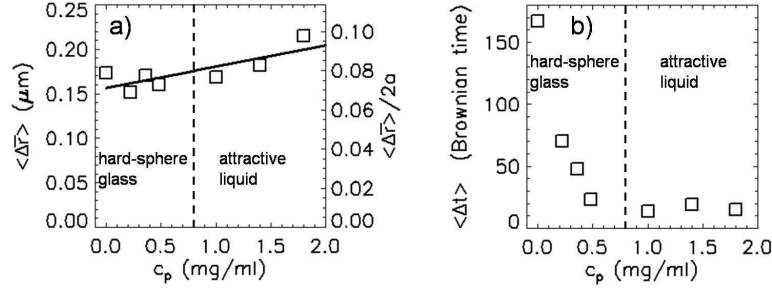 a)
0.25
0.20
0.15
0.10
0.05
0.00
<Δr̅> (μm)
hard-sphere
glass
attractive
liquid
0.10
0.08
0.06
0.04
0.02
0.00
<Δr̅>/2a
0.0 0.5 1.0 1.5 2.0
cₚ (mg/ml)
b)
150
100
50
0
<Δt> (Brownian time)
hard-sphere
glass
attractive
liquid
0.0 0.5 1.0 1.5 2.0
cₚ (mg/ml)